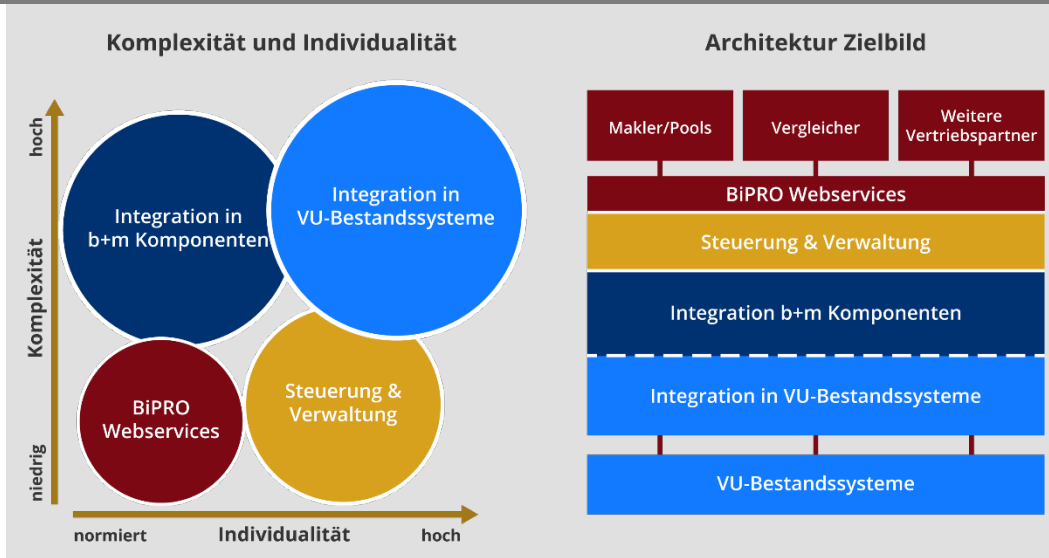 Komplexität und Individualität
hoch
Komplexität
niedrig
Integration in
b+m Komponenten
Integration in
VU-Bestandssysteme
BiPRO
Webservices
Steuerung &
Verwaltung
normiert
Individualität
hoch
Architektur Zielbild
Makler/Pools
Vergleicher
Weitere
Vertriebspartner
BiPRO Webservices
Steuerung & Verwaltung
Integration b+m Komponenten
Integration in VU-Bestandssysteme
VU-Bestandssysteme